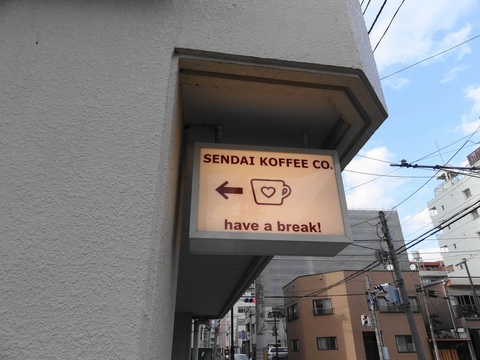 SENDAI KOFFEE CO.
have a break!